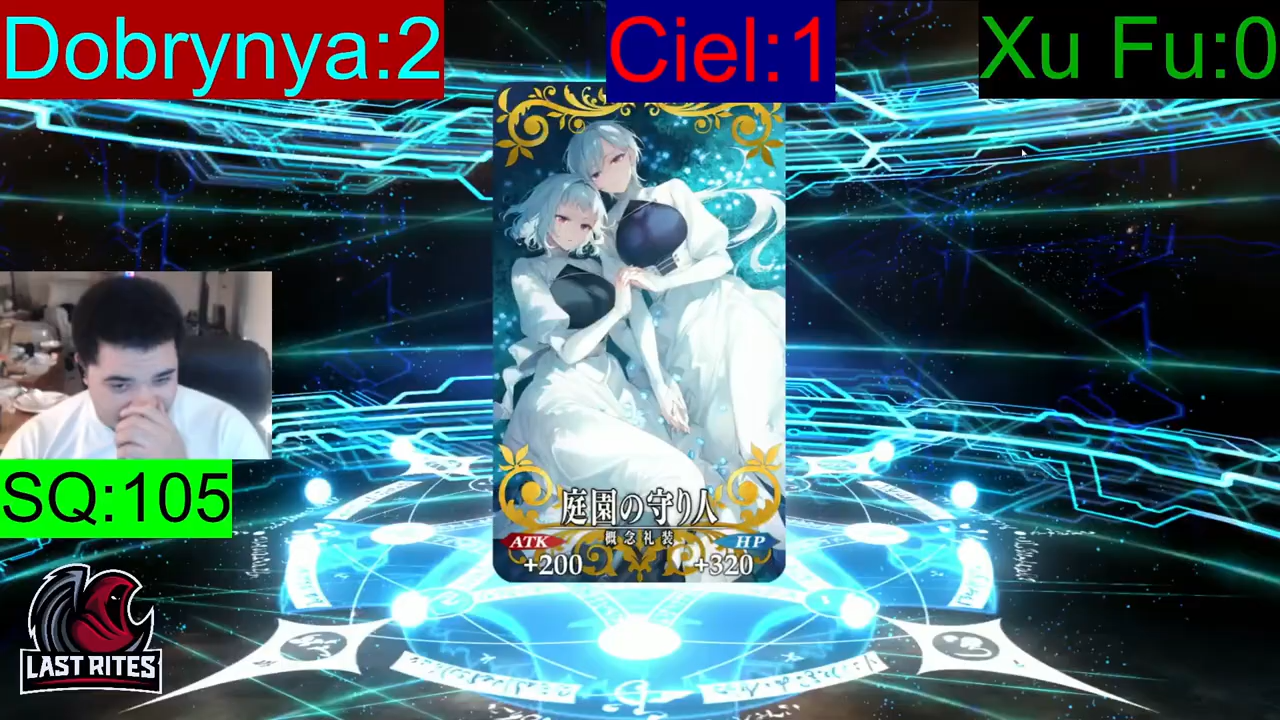 Dobrynya:2
Ciel:1
Xu Fu:0
SQ:105
庭園の守り人
ATK
概念礼装
HP
+200
+320
LAST RITES